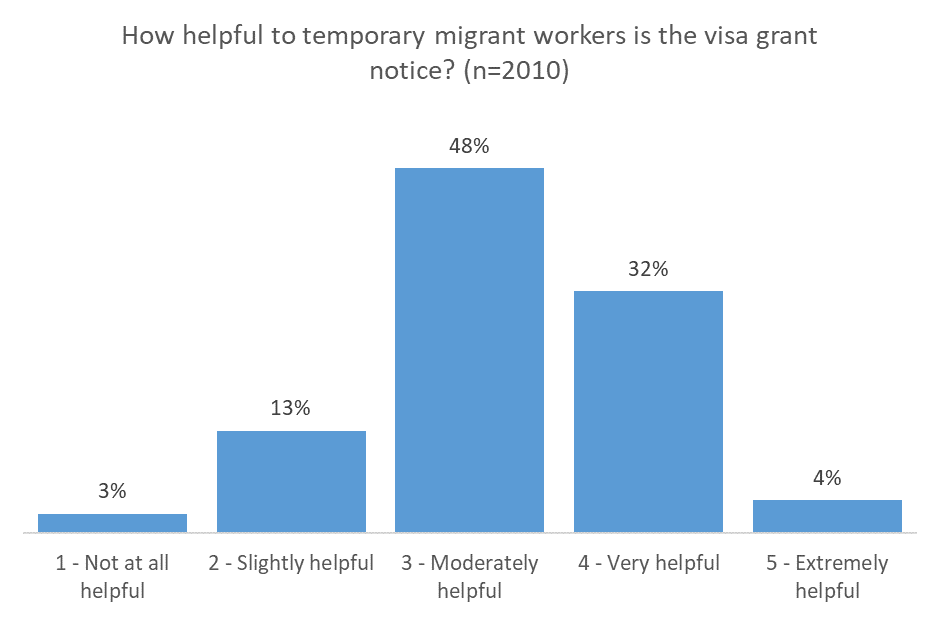 How helpful to temporary migrant workers is the visa grant
notice? (n=2010)
48%
32%
13%
4%
3%
1 - Not at all
helpful
2 - Slightly helpful
3 - Moderately
helpful
4 - Very helpful
5 - Extremely
helpful